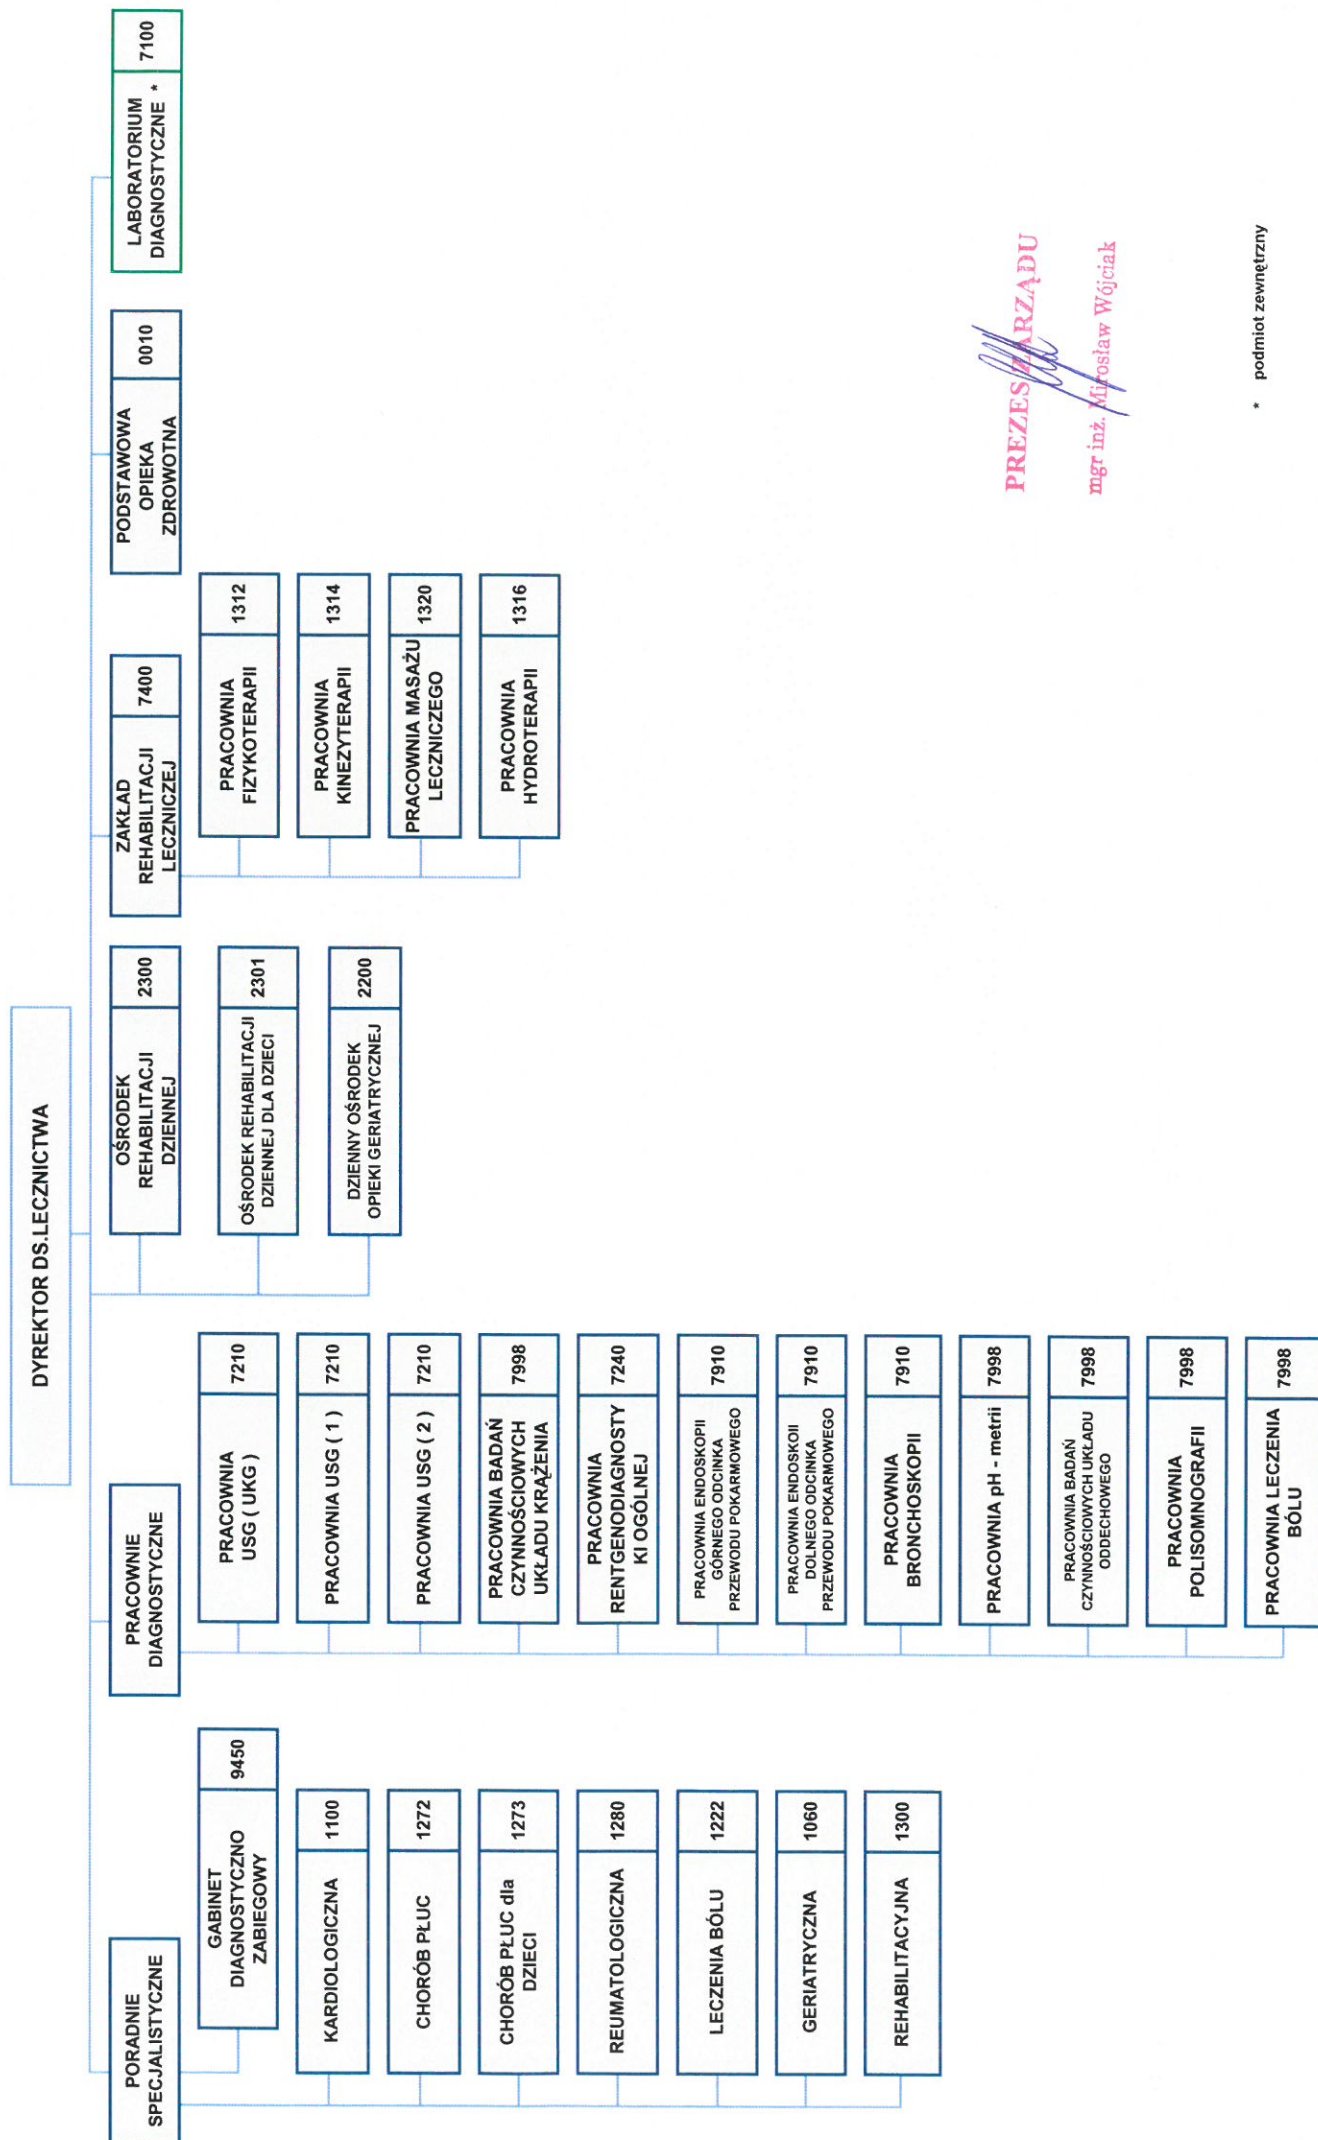 DYREKTOR DS.LECZNICTWA
PORADNIE
SPECJALISTYCZNE
GABINET
DIAGNOSTYCZNO
ZABIEGOWY
9450
KARDIOLOGICZNA
1100
CHORÓB PŁUC
1272
CHORÓB PŁUC dla
DZIECI
1273
REUMATOLOGICZNA
1280
LECZENIA BÓLU
1222
GERIATRYCZNA
1060
REHABILITACYJNA
1300
PRACOWNIE
DIAGNOSTYCZNE
PRACOWNIA
USG ( UKG )
7210
PRACOWNIA USG ( 1 )
7210
PRACOWNIA USG ( 2 )
7210
PRACOWNIA BADAŃ
CZYNNOŚCIOWYCH
UKŁADU KRĄŻENIA
7998
PRACOWNIA
RENTGENODIAGNOSTY
KI OGÓLNEJ
7240
PRACOWNIA ENDOSKOPII
GÓRNEGO ODCINKA
PRZEWODU POKARMOWEGO
7910
PRACOWNIA ENDOSKOII
DOLNEGO ODCINKA
PRZEWODU POKARMOWEGO
7910
PRACOWNIA
BRONCHOSKOPII
7910
PRACOWNIA pH - metrii
7998
PRACOWNIA BADAŃ
CZYNNOŚCIOWYCH UKŁADU
ODDECHOWEGO
7998
PRACOWNIA
POLISOMNOGRAFII
7998
PRACOWNIA LECZENIA
BÓLU
7998
OŚRODEK
REHABILITACJI
DZIENNEJ
2300
OŚRODEK REHABILITACJI
DZIENNEJ DLA DZIECI
2301
DZIENNY OŚRODEK
OPIEKI GERIATRYCZNEJ
2200
ZAKŁAD
REHABILITACJI
LECZNICZEJ
7400
PRACOWNIA
FIZYKOTERAPII
1312
PRACOWNIA
KINEZYTERAPII
1314
PRACOWNIA MASAŻU
LECZNICZEGO
1320
PRACOWNIA
HYDROTERAPII
1316
PODSTAWOWA
OPIEKA
ZDROWOTNA
0010
LABORATORIUM
DIAGNOSTYCZNE *
7100
PREZES ZARZĄDU
mgr inż. Mirosław Wójciak
* podmiot zewnętrzny